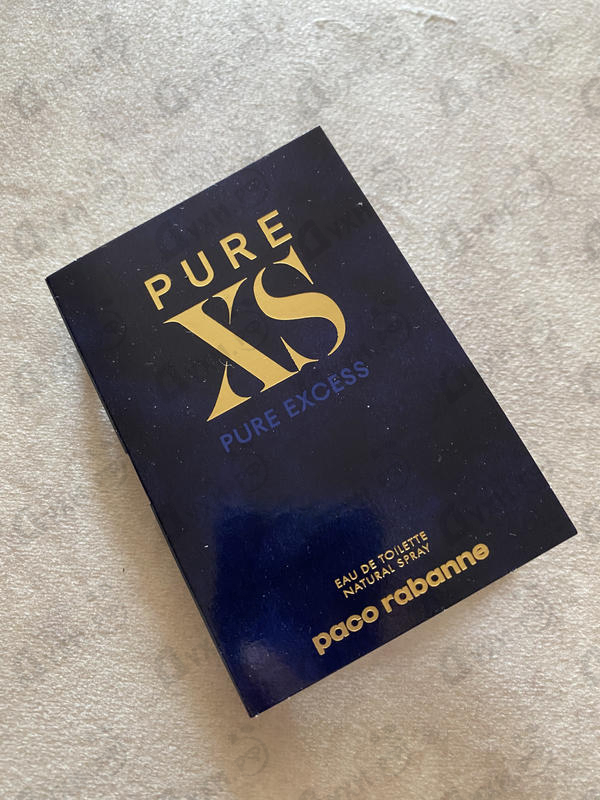 PURE
XS
PURE EXCESS
EAU DE TOILETTE
NATURAL SPRAY
paco rabanne